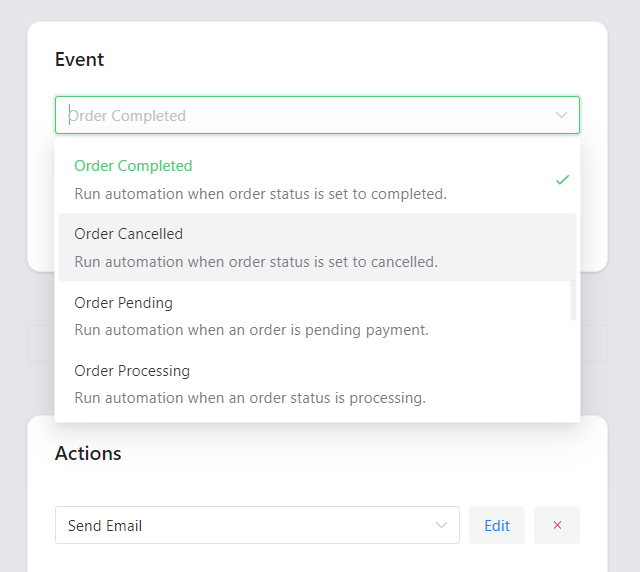 Event
Order Completed
Order Completed
Run automation when order status is set to completed.
Order Cancelled
Run automation when order status is set to cancelled.
Order Pending
Run automation when an order is pending payment.
Order Processing
Run automation when an order status is processing.
Actions
Send Email
Edit